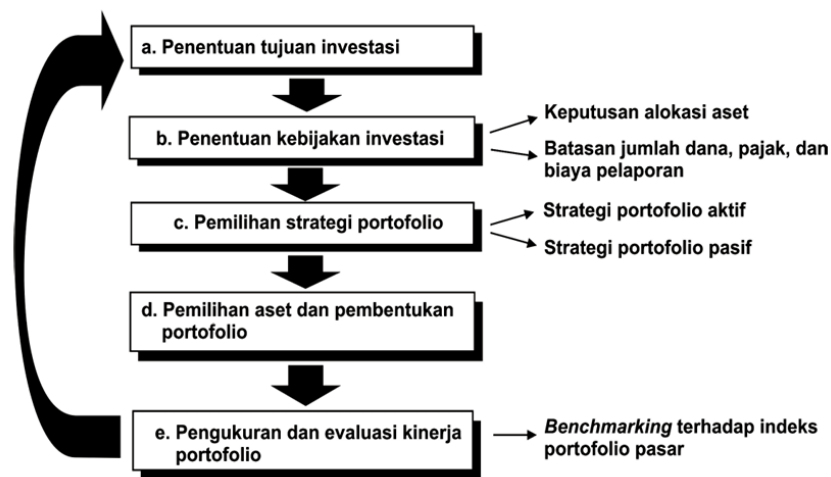 a. Penentuan tujuan investasi
b. Penentuan kebijakan investasi
Keputusan alokasi aset
Batasan jumlah dana, pajak, dan
biaya pelaporan
c. Pemilihan strategi portofolio
Strategi portofolio aktif
Strategi portofolio pasif
d. Pemilihan aset dan pembentukan
portofolio
e. Pengukuran dan evaluasi kinerja
portofolio
Benchmarking terhadap indeks
portofolio pasar